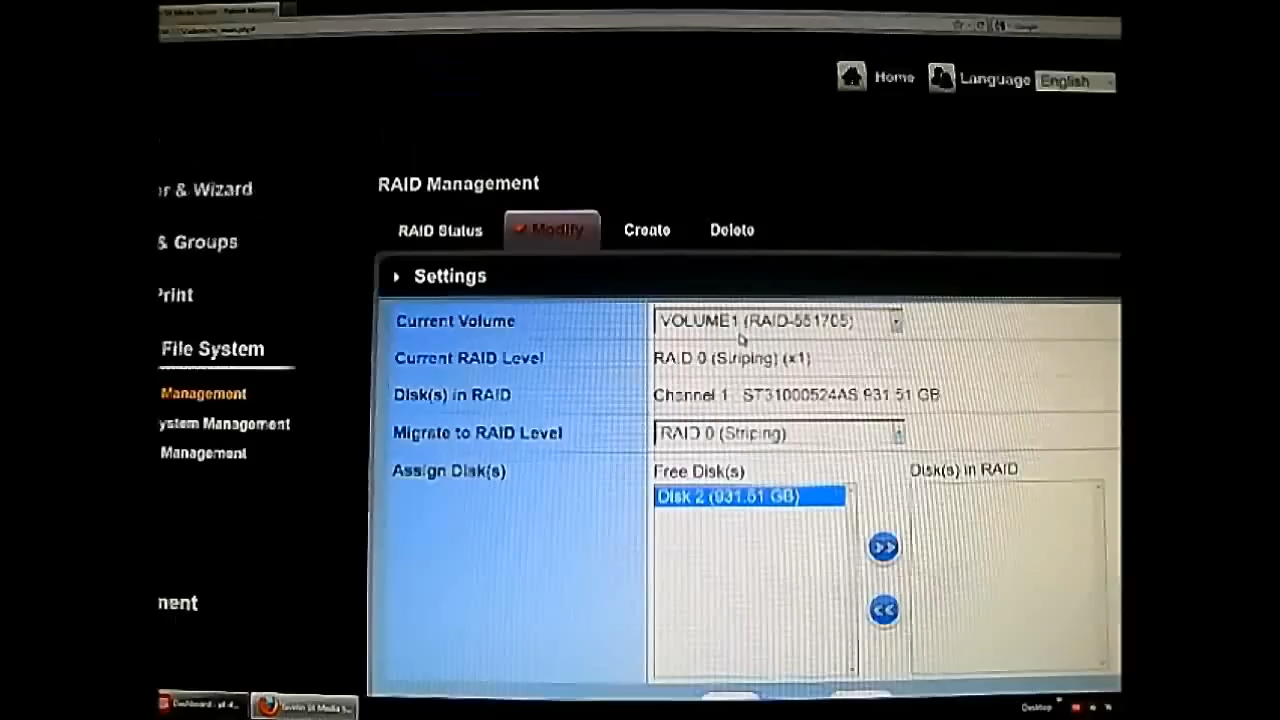 Home
Language
English
RAID Management
r & Wizard
& Groups
Print
File System
Management
ystem Management
Management
ment
RAID Status
Modify
Create
Delete
Settings
Current Volume
VOLUME1 (RAID-551705)
Current RAID Level
RAID 0 (Striping) (x1)
Disk(s) in RAID
Channel 1 ST31000524AS 931.51 GB
Migrate to RAID Level
RAID 0 (Striping)
Assign Disk(s)
Free Disk(s)
Disk(s) in RAID
Disk 2 (931.51 GB)
Desktop